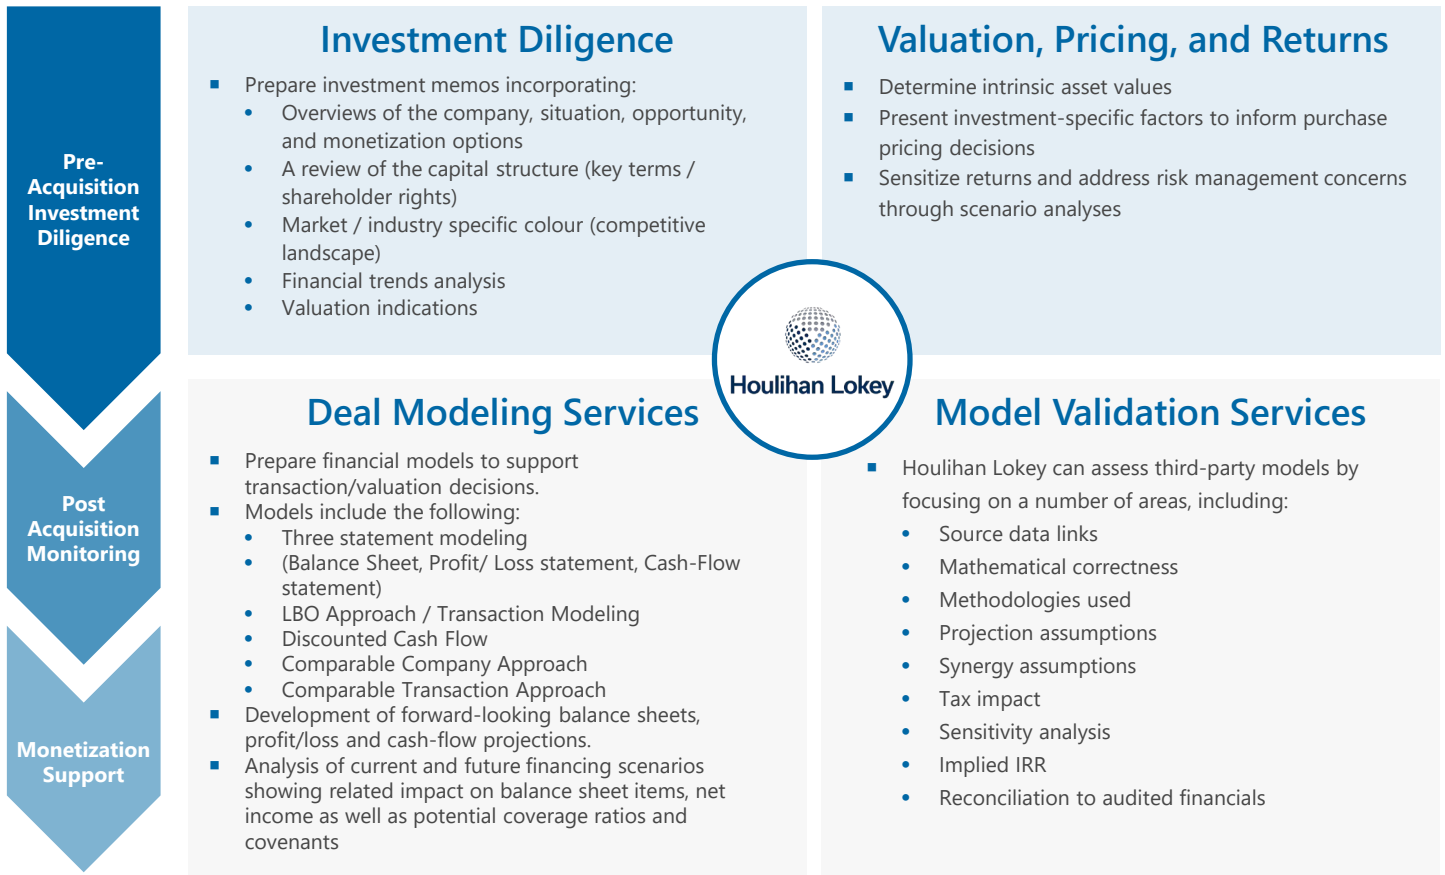 Pre-
Acquisition
Investment
Diligence
Post
Acquisition
Monitoring
Monetization
Support
Investment Diligence
▪ Prepare investment memos incorporating:
• Overviews of the company, situation, opportunity,
and monetization options
• A review of the capital structure (key terms /
shareholder rights)
• Market / industry specific colour (competitive
landscape)
• Financial trends analysis
• Valuation indications
Valuation, Pricing, and Returns
▪ Determine intrinsic asset values
▪ Present investment-specific factors to inform purchase
pricing decisions
▪ Sensitize returns and address risk management concerns
through scenario analyses
Houlihan Lokey
Deal Modeling Services
▪ Prepare financial models to support
transaction/valuation decisions.
▪ Models include the following:
• Three statement modeling
• (Balance Sheet, Profit/ Loss statement, Cash-Flow
statement)
• LBO Approach / Transaction Modeling
• Discounted Cash Flow
• Comparable Company Approach
• Comparable Transaction Approach
▪ Development of forward-looking balance sheets,
profit/loss and cash-flow projections.
▪ Analysis of current and future financing scenarios
showing related impact on balance sheet items, net
income as well as potential coverage ratios and
covenants
Model Validation Services
▪ Houlihan Lokey can assess third-party models by
focusing on a number of areas, including:
• Source data links
• Mathematical correctness
• Methodologies used
• Projection assumptions
• Synergy assumptions
• Tax impact
• Sensitivity analysis
• Implied IRR
• Reconciliation to audited financials